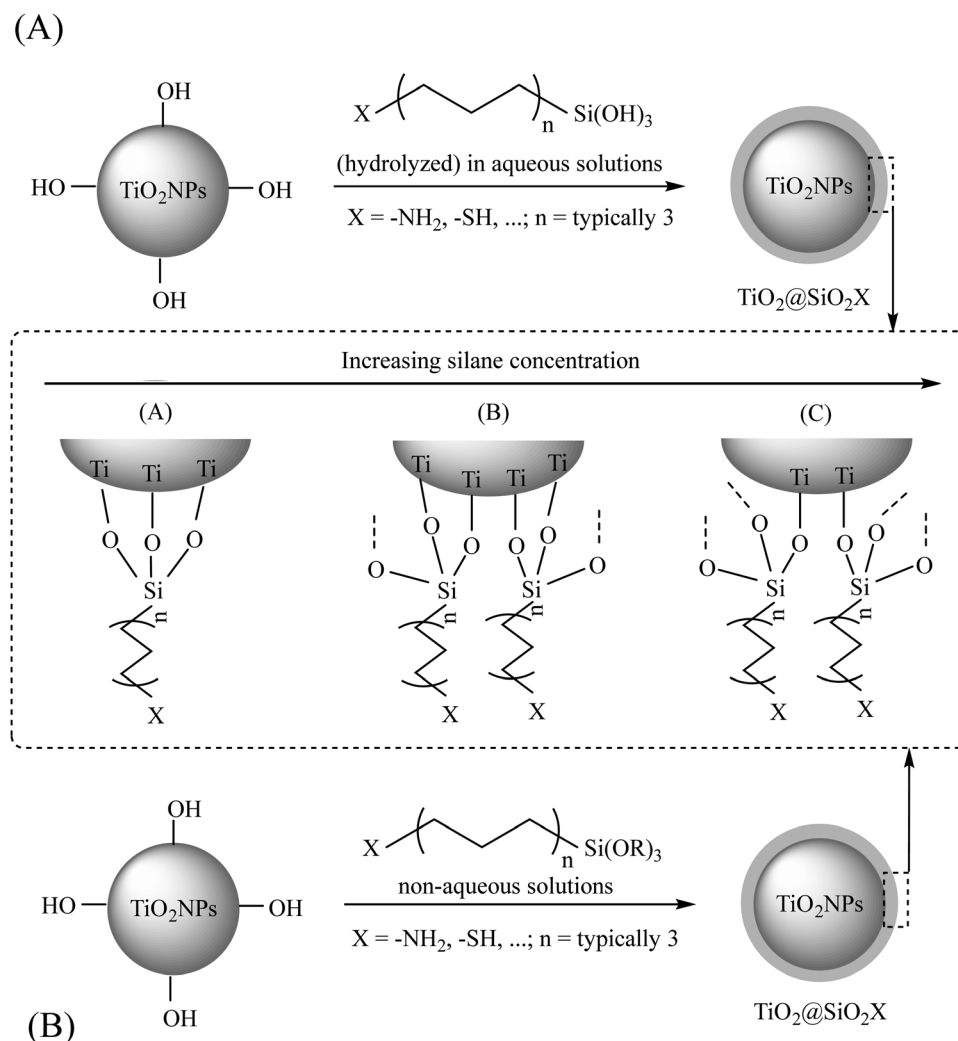 (A)
OH
HO
TiO₂NPs
OH
OH
X
n
Si(OH)₃
(hydrolyzed) in aqueous solutions
X = -NH₂, -SH, ...; n = typically 3
TiO₂NPs
TiO₂@SiO₂X
Increasing silane concentration
(A)
(B)
(C)
Ti Ti Ti
O O O
Si
n
X
Ti Ti Ti Ti
O O O O
O O
Si Si
n n
X X
Ti Ti
O O O O
O O
Si Si
n n
X X
OH
HO
TiO₂NPs
OH
OH
X
n
Si(OR)₃
non-aqueous solutions
X = -NH₂, -SH, ...; n = typically 3
TiO₂NPs
TiO₂@SiO₂X
(B)